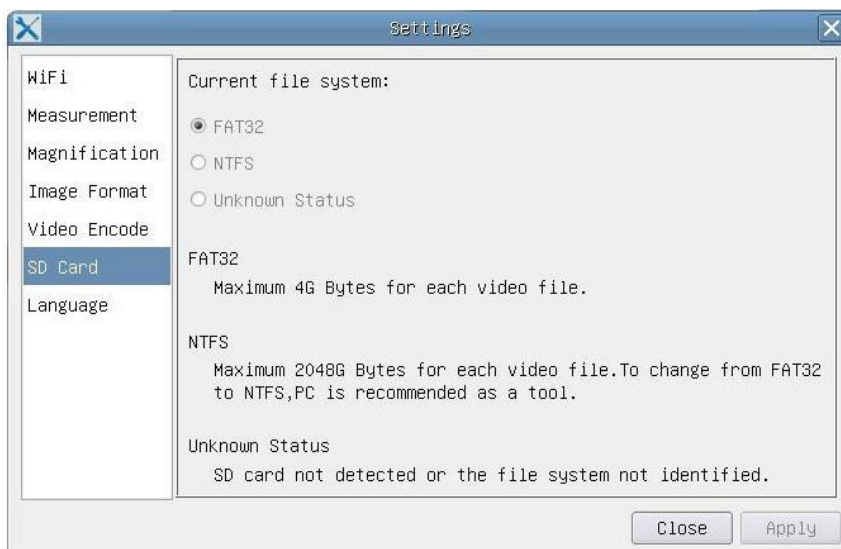 Settings
WiFi
Measurement
Magnification
Image Format
Video Encode
SD Card
Language
Current file system:
FAT32
NTFS
Unknown Status
FAT32
Maximum 4G Bytes for each video file.
NTFS
Maximum 2048G Bytes for each video file.To change from FAT32
to NTFS,PC is recommended as a tool.
Unknown Status
SD card not detected or the file system not identified.
Close
Apply